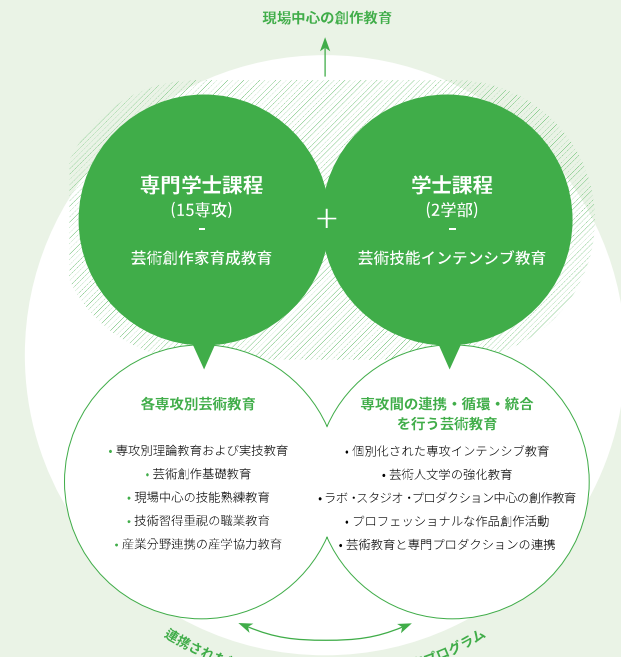 現場中心の創作教育
専門学士課程
(15専攻)
-
芸術創作家育成教育
+
学士課程
(2学部)
-
芸術技能インテンシブ教育
各専攻別芸術教育
• 専攻別理論教育および実技教育
• 芸術創作基礎教育
• 現場中心の技能熟練教育
• 技術習得重視の職業教育
• 産業分野連携の産学協力教育
専攻間の連携・循環・統合
を行う芸術教育
• 個別化された専攻インテンシブ教育
• 芸術人文学の強化教育
• ラボ・スタジオ・プロダクション中心の創作教育
• プロフェッショナルな作品創作活動
• 芸術教育と専門プロダクションの連携
連携された
プログラム